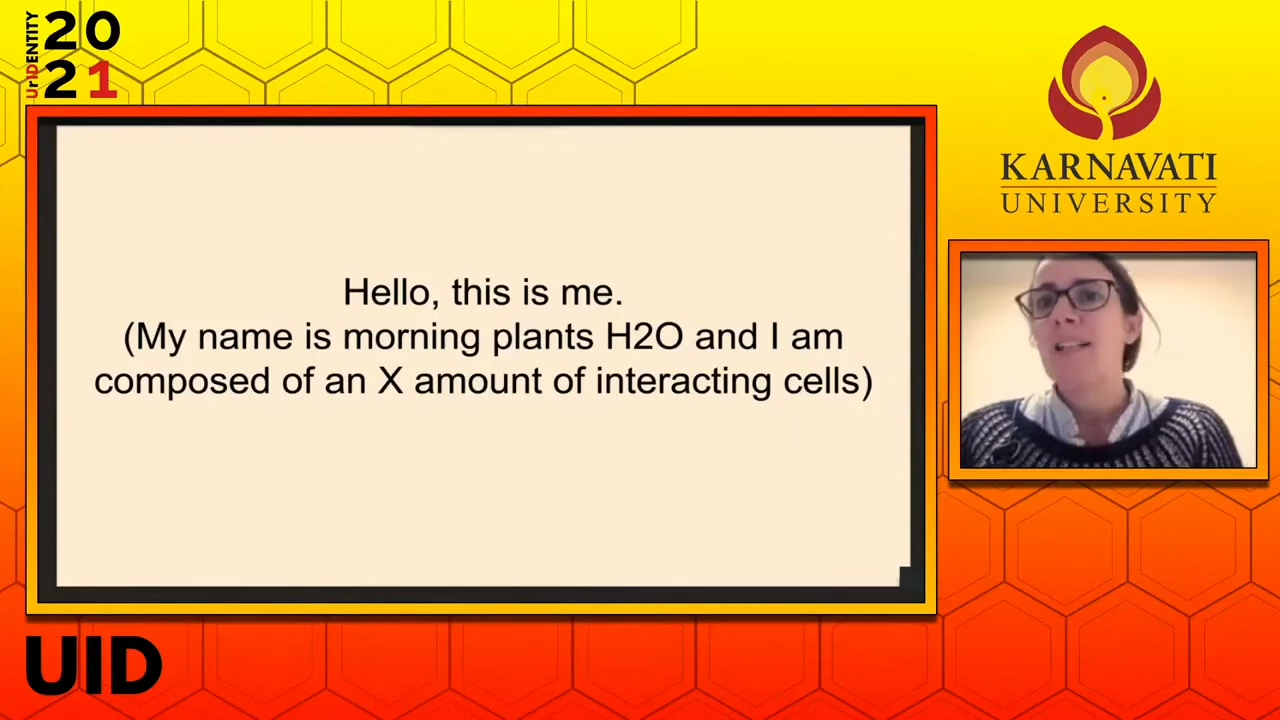 UrIDENTITY
20
21
KARNAVATI
UNIVERSITY
Hello, this is me.
(My name is morning plants H2O and I am
composed of an X amount of interacting cells)
UID